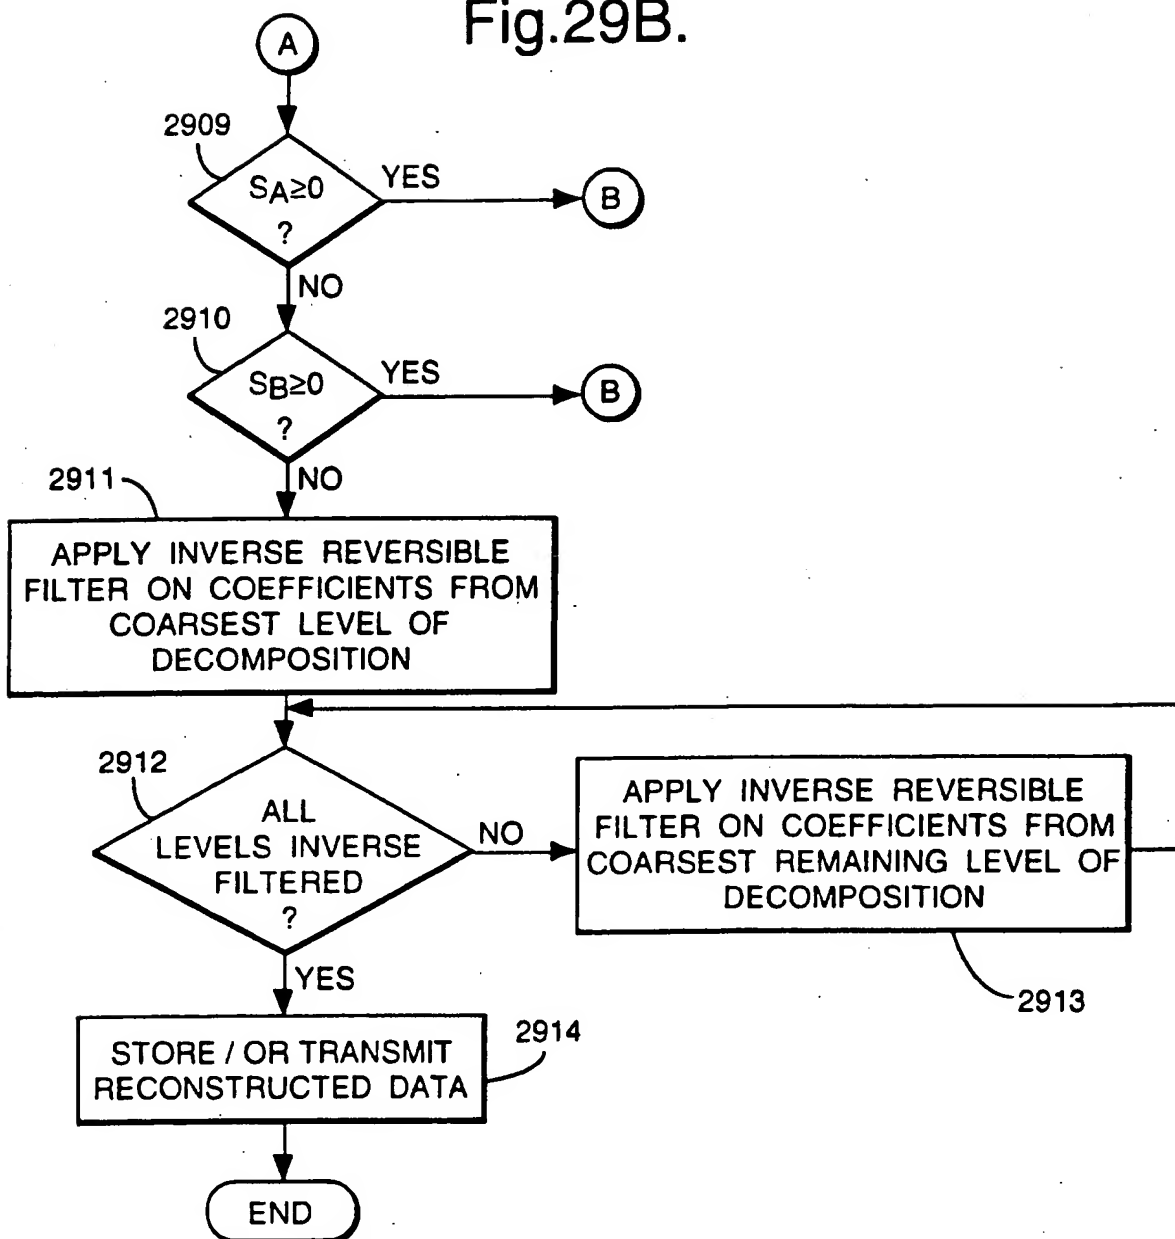 Fig.29B.
A
2909
SA≥0
?
YES
B
NO
2910
SB≥0
?
YES
B
NO
2911
APPLY INVERSE REVERSIBLE
FILTER ON COEFFICIENTS FROM
COARSEST LEVEL OF
DECOMPOSITION
2912
ALL
LEVELS INVERSE
FILTERED
?
NO
APPLY INVERSE REVERSIBLE
FILTER ON COEFFICIENTS FROM
COARSEST REMAINING LEVEL OF
DECOMPOSITION
2913
YES
STORE / OR TRANSMIT
RECONSTRUCTED DATA
2914
END